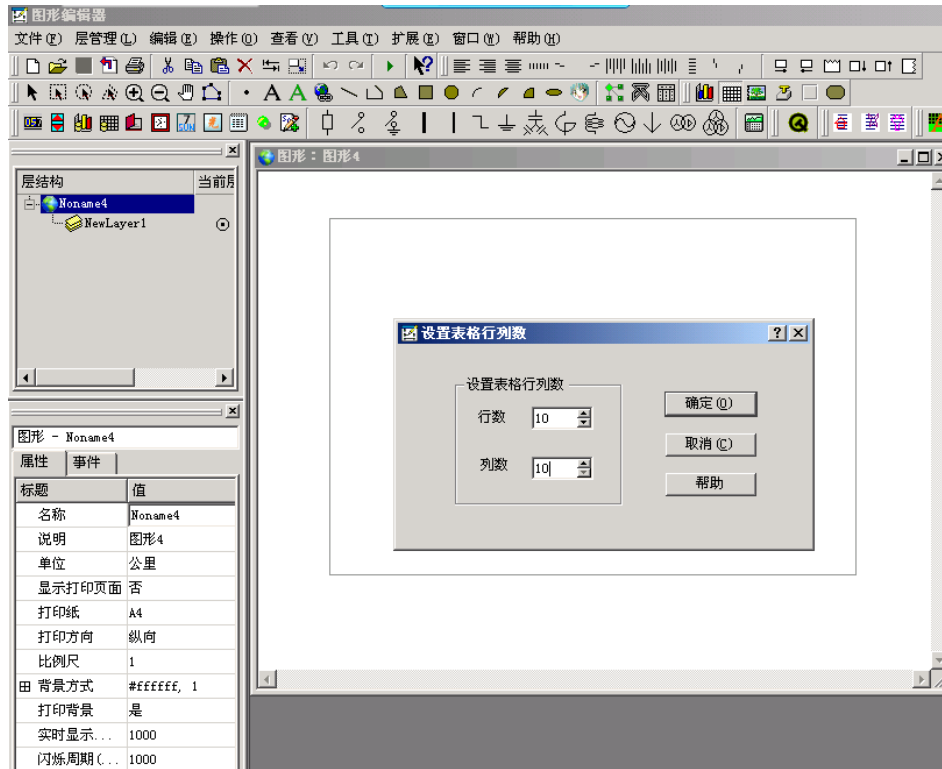 图形编辑器
文件(F) 层管理(L) 编辑(E) 操作(O) 查看(V) 工具(T) 扩展(E) 窗口(W) 帮助(H)
图形：图形4
层结构 当前层
Noname4
NewLayer1
设置表格行列数
设置表格行列数
行数 10
列数 10
确定(O)
取消(C)
帮助
图形 - Noname4
属性 事件
标题 值
名称 Noname4
说明 图形4
单位 公里
显示打印页面 否
打印纸 A4
打印方向 纵向
比例尺 1
背景方式 #ffffff, 1
打印背景 是
实时显示... 1000
闪烁周期(... 1000